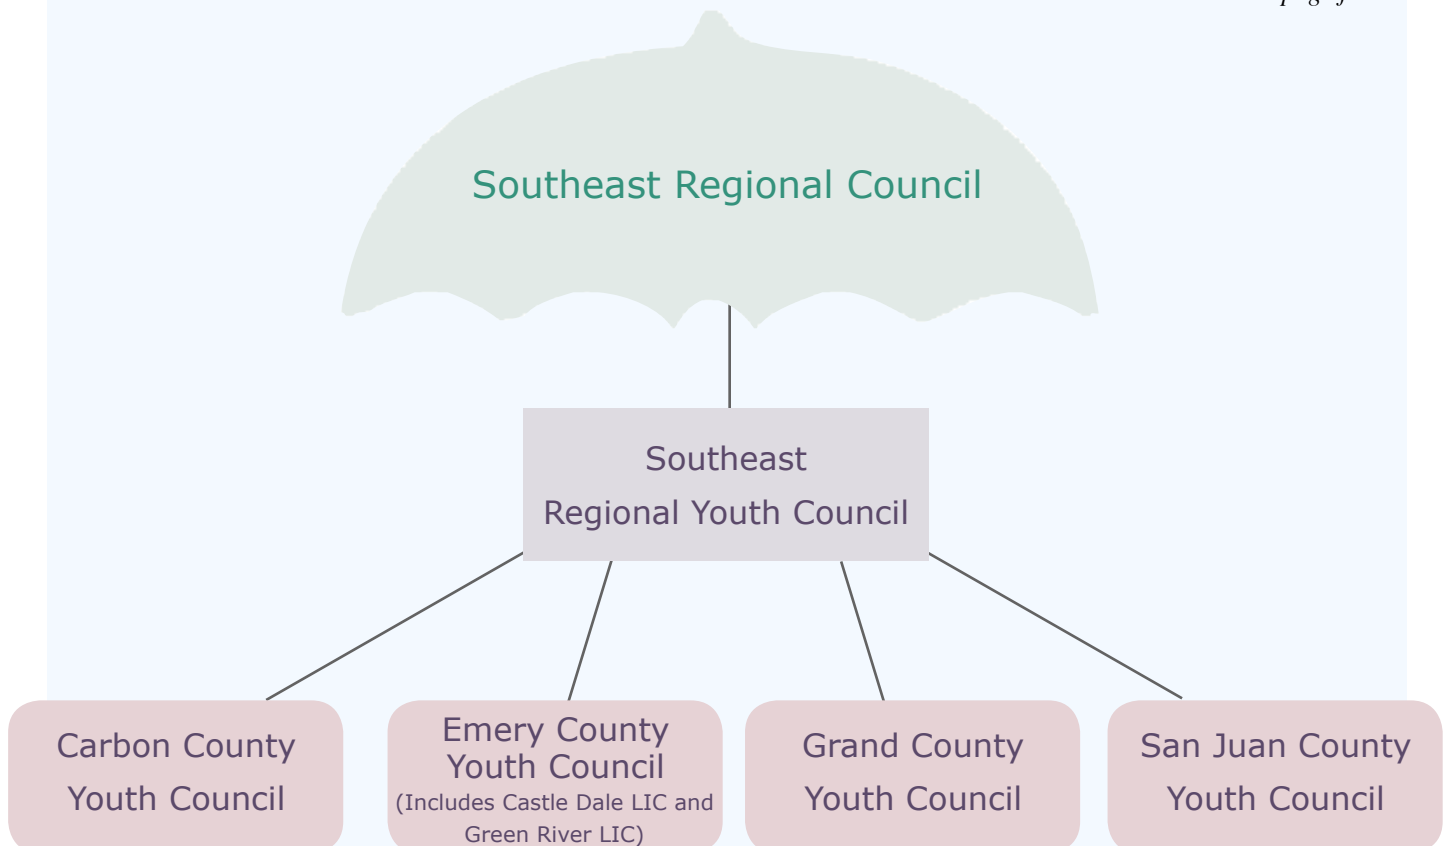 Southeast Regional Council
Southeast
Regional Youth Council
Carbon County
Youth Council
Emery County
Youth Council
(Includes Castle Dale LIC and
Green River LIC)
Grand County
Youth Council
San Juan County
Youth Council